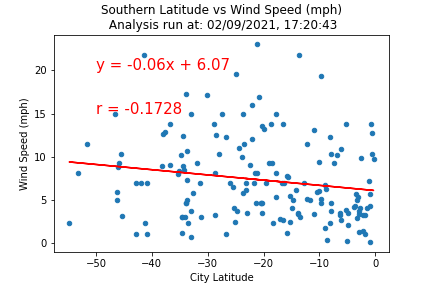 Southern Latitude vs Wind Speed (mph)
Analysis run at: 02/09/2021, 17:20:43
y = -0.06x + 6.07
r = -0.1728
Wind Speed (mph)
20
15
10
5
0
−50 −40 −30 −20 −10 0
City Latitude